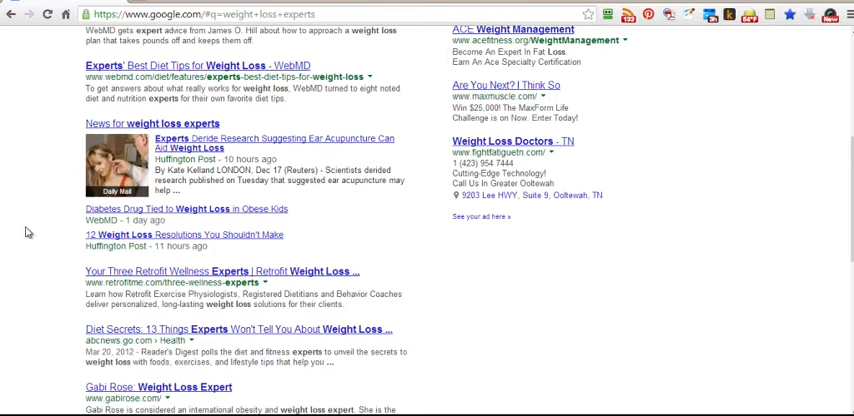 https://www.google.com/#q=weight+loss+experts
133
3h
54°F
New
WebMD gets expert advice from James O. Hill about how to approach a weight loss
plan that takes pounds off and keeps them off.
Experts' Best Diet Tips for Weight Loss - WebMD
www.webmd.com/diet/features/experts-best-diet-tips-for-weight-loss
To get answers about what really works for weight loss, WebMD turned to eight noted
diet and nutrition experts for their own favorite diet tips.
News for weight loss experts
Experts Deride Research Suggesting Ear Acupuncture Can
Aid Weight Loss
Huffington Post - 10 hours ago
By Kate Kelland LONDON, Dec 17 (Reuters) - Scientists derided
research published on Tuesday that suggested ear acupuncture may
help ...
Daily Mail
Diabetes Drug Tied to Weight Loss in Obese Kids
WebMD - 1 day ago
12 Weight Loss Resolutions You Shouldn't Make
Huffington Post - 11 hours ago
Your Three Retrofit Wellness Experts | Retrofit Weight Loss ...
www.retrofitme.com/three-wellness-experts
Learn how Retrofit Exercise Physiologists, Registered Dietitians and Behavior Coaches
deliver personalized, long-lasting weight loss solutions for their clients.
Diet Secrets: 13 Things Experts Won't Tell You About Weight Loss ...
abcnews.go.com › Health
Mar 20, 2012 - Reader's Digest polls the diet and fitness experts to unveil the secrets to
weight loss with foods, exercises, and lifestyle tips that help you ...
Gabi Rose: Weight Loss Expert
www.gabirose.com/
Gabi Rose is considered an international obesity and weight loss expert. She is the
ACE Weight Management
www.acefitness.org/WeightManagement
Become An Expert In Fat Loss.
Earn An Ace Specialty Certification
Are You Next? I Think So
www.maxmuscle.com/
Win $25,000! The MaxForm Life
Challenge is on Now. Enter Today!
Weight Loss Doctors - TN
www.fightfatiguetn.com/
1 (423) 954 7444
Cutting-Edge Technology!
Call Us In Greater Ooltewah
9203 Lee HWY, Suite 9, Ooltewah, TN
See your ad here »